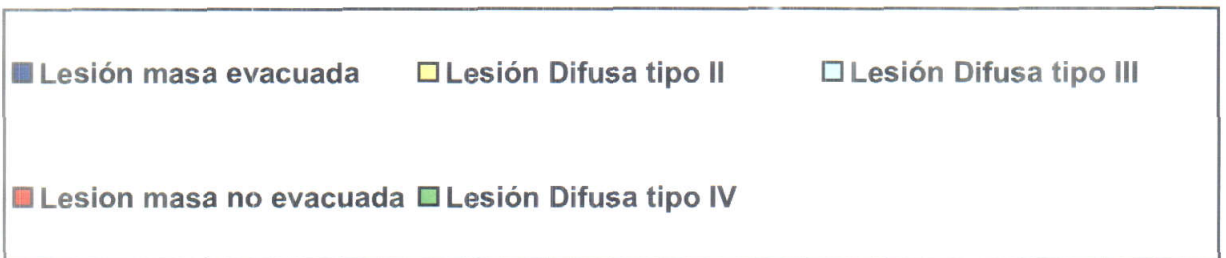 Lesión masa evacuada Lesión Difusa tipo II Lesión Difusa tipo III
Lesion masa no evacuada Lesión Difusa tipo IV